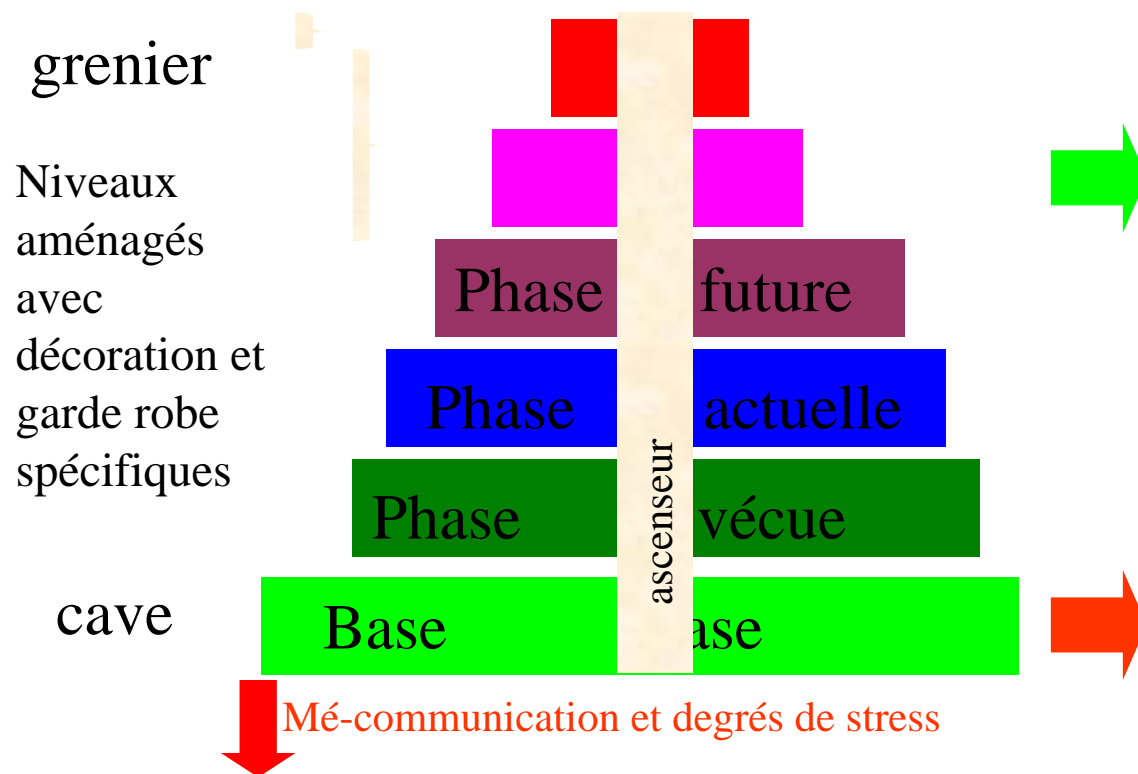 grenier
Niveaux
aménagés
avec
décoration et
garde robe
spécifiques
Phase future
Phase actuelle
Phase vécue
ascenseur
cave
Base ase
Mé-communication et degrés de stress